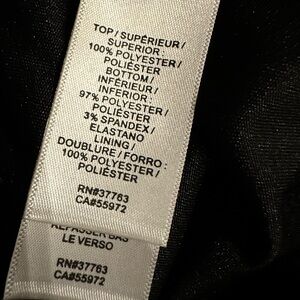 TOP / SUPÉRIEUR /
SUPERIOR :
100% POLYESTER /
POLIÉSTER
BOTTOM /
INFÉRIEUR /
INFERIOR :
97% POLYESTER /
POLIÉSTER
3% SPANDEX /
ELASTANO
LINING /
DOUBLURE / FORRO :
100% POLYESTER /
POLIÉSTER
RN#37763
CA#55972
REPASSER
LE VERSO
RN#37763
CA#55972